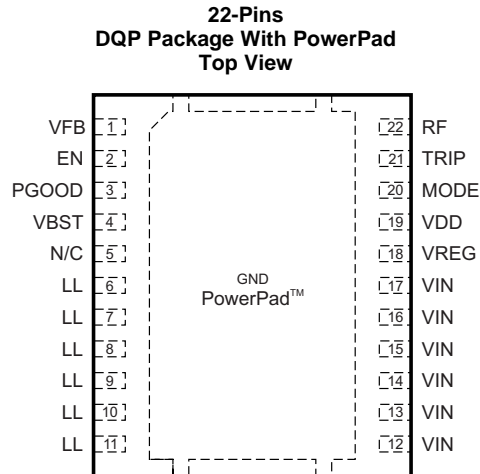 22-Pins
DQP Package With PowerPad
Top View
VFB 1 22 RF
EN 2 21 TRIP
PGOOD 3 20 MODE
VBST 4 19 VDD
N/C 5 18 VREG
LL 6 17 VIN
LL 7 16 VIN
LL 8 15 VIN
LL 9 14 VIN
LL 10 13 VIN
LL 11 12 VIN
GND
PowerPad™